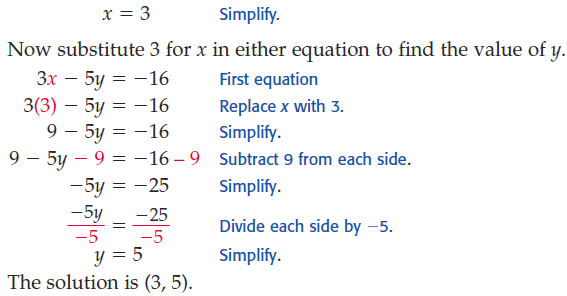 x = 3 Simplify.
Now substitute 3 for x in either equation to find the value of y.
3x − 5y = −16 First equation
3(3) − 5y = −16 Replace x with 3.
9 − 5y = −16 Simplify.
9 − 5y − 9 = −16 − 9 Subtract 9 from each side.
−5y = −25 Simplify.
−5y/−5 = −25/−5 Divide each side by −5.
y = 5 Simplify.
The solution is (3, 5).